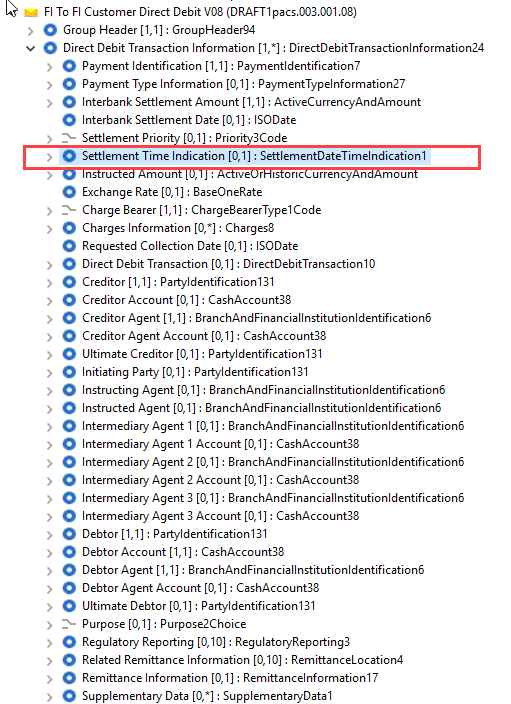 FI To FI Customer Direct Debit V08 (DRAFT1pacs.003.001.08)
Group Header [1,1] : GroupHeader94
Direct Debit Transaction Information [1,*] : DirectDebitTransactionInformation24
Payment Identification [1,1] : PaymentIdentification7
Payment Type Information [0,1] : PaymentTypeInformation27
Interbank Settlement Amount [1,1] : ActiveCurrencyAndAmount
Interbank Settlement Date [0,1] : ISODate
Settlement Priority [0,1] : Priority3Code
Settlement Time Indication [0,1] : SettlementDateTimeIndication1
Instructed Amount [0,1] : ActiveOrHistoricCurrencyAndAmount
Exchange Rate [0,1] : BaseOneRate
Charge Bearer [1,1] : ChargeBearerType1Code
Charges Information [0,*] : Charges8
Requested Collection Date [0,1] : ISODate
Direct Debit Transaction [0,1] : DirectDebitTransaction10
Creditor [1,1] : PartyIdentification131
Creditor Account [0,1] : CashAccount38
Creditor Agent [1,1] : BranchAndFinancialInstitutionIdentification6
Creditor Agent Account [0,1] : CashAccount38
Ultimate Creditor [0,1] : PartyIdentification131
Initiating Party [0,1] : PartyIdentification131
Instructing Agent [0,1] : BranchAndFinancialInstitutionIdentification6
Instructed Agent [0,1] : BranchAndFinancialInstitutionIdentification6
Intermediary Agent 1 [0,1] : BranchAndFinancialInstitutionIdentification6
Intermediary Agent 1 Account [0,1] : CashAccount38
Intermediary Agent 2 [0,1] : BranchAndFinancialInstitutionIdentification6
Intermediary Agent 2 Account [0,1] : CashAccount38
Intermediary Agent 3 [0,1] : BranchAndFinancialInstitutionIdentification6
Intermediary Agent 3 Account [0,1] : CashAccount38
Debtor [1,1] : PartyIdentification131
Debtor Account [1,1] : CashAccount38
Debtor Agent [1,1] : BranchAndFinancialInstitutionIdentification6
Debtor Agent Account [0,1] : CashAccount38
Ultimate Debtor [0,1] : PartyIdentification131
Purpose [0,1] : Purpose2Choice
Regulatory Reporting [0,10] : RegulatoryReporting3
Related Remittance Information [0,10] : RemittanceLocation4
Remittance Information [0,1] : RemittanceInformation17
Supplementary Data [0,*] : SupplementaryData1